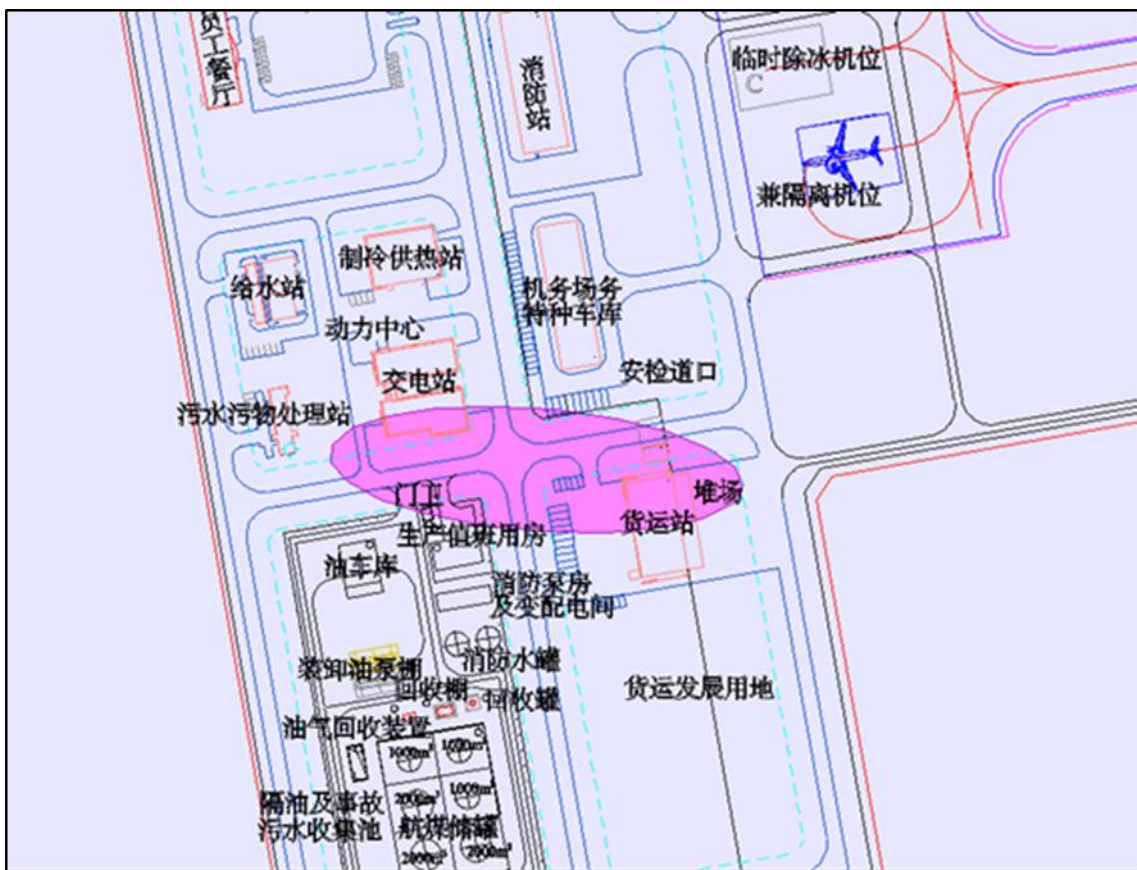 员工餐厅
消防站
临时除冰机位
C
兼隔离机位
制冷供热站
给水站
机务场务
特种车库
动力中心
交电站
安检道口
污水污物处理站
门卫
堆场
货运站
生产值班用房
油车库
消防泵房
及变配电间
装卸油泵棚
消防水罐
回收棚
回收罐
货运发展用地
油气回收装置
1000m³
1000m³
隔油及事故
污水收集池
2000m³
1000m³
航煤储罐
2000m³
2000m³